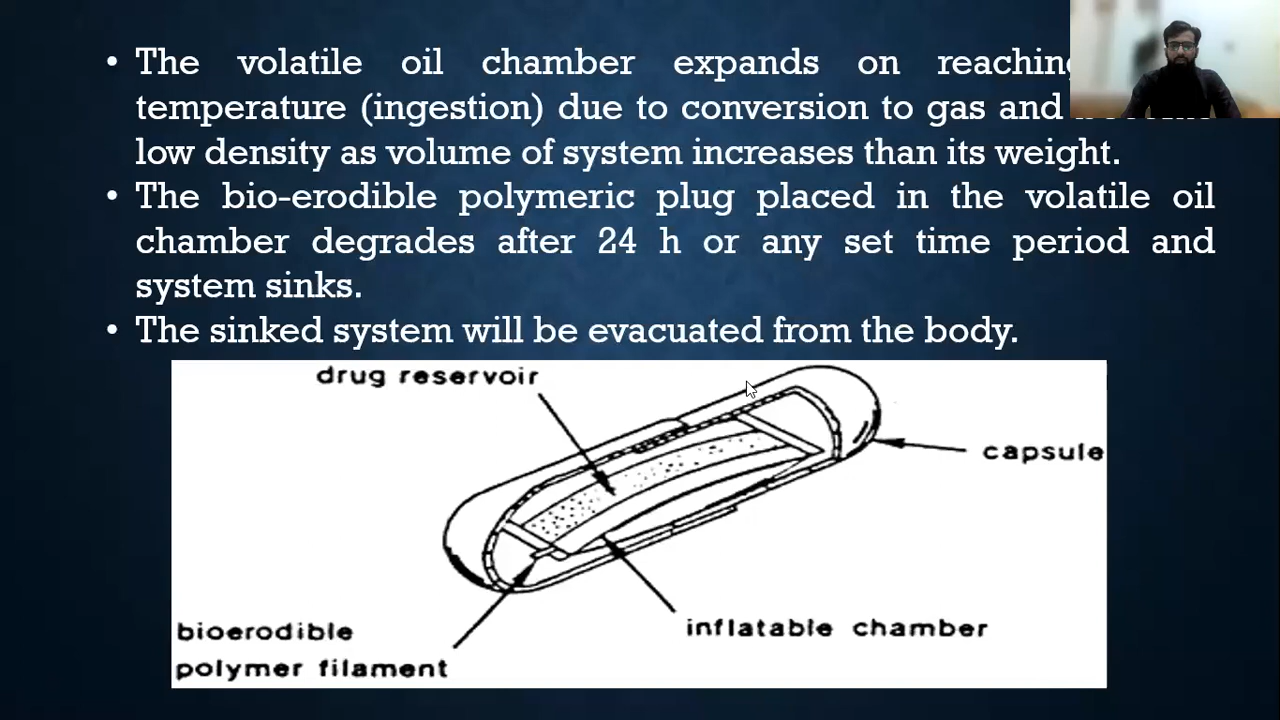 • The volatile oil chamber expands on reaching
temperature (ingestion) due to conversion to gas and
low density as volume of system increases than its weight.
• The bio-erodible polymeric plug placed in the volatile oil
chamber degrades after 24 h or any set time period and
system sinks.
• The sinked system will be evacuated from the body.
drug reservoir
capsule
inflatable chamber
bioerodible
polymer filament